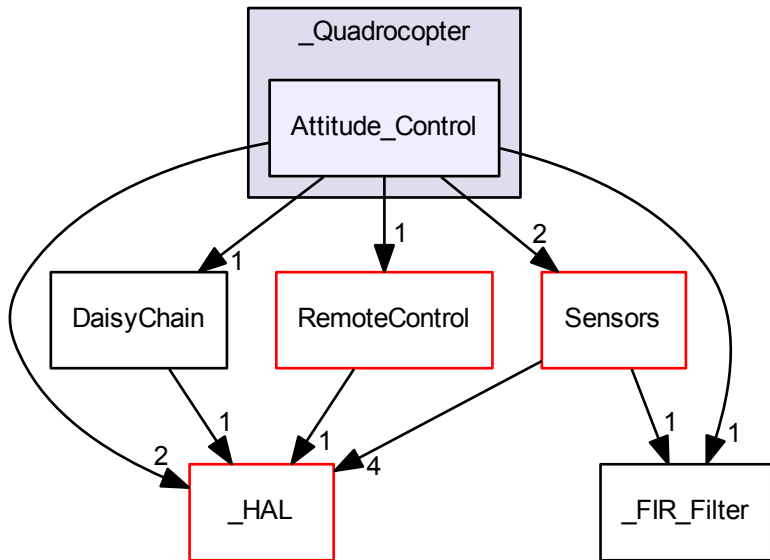 _Quadrocopter
Attitude_Control
1
1
2
DaisyChain
RemoteControl
Sensors
1
1
4
2
1
1
_HAL
_FIR_Filter